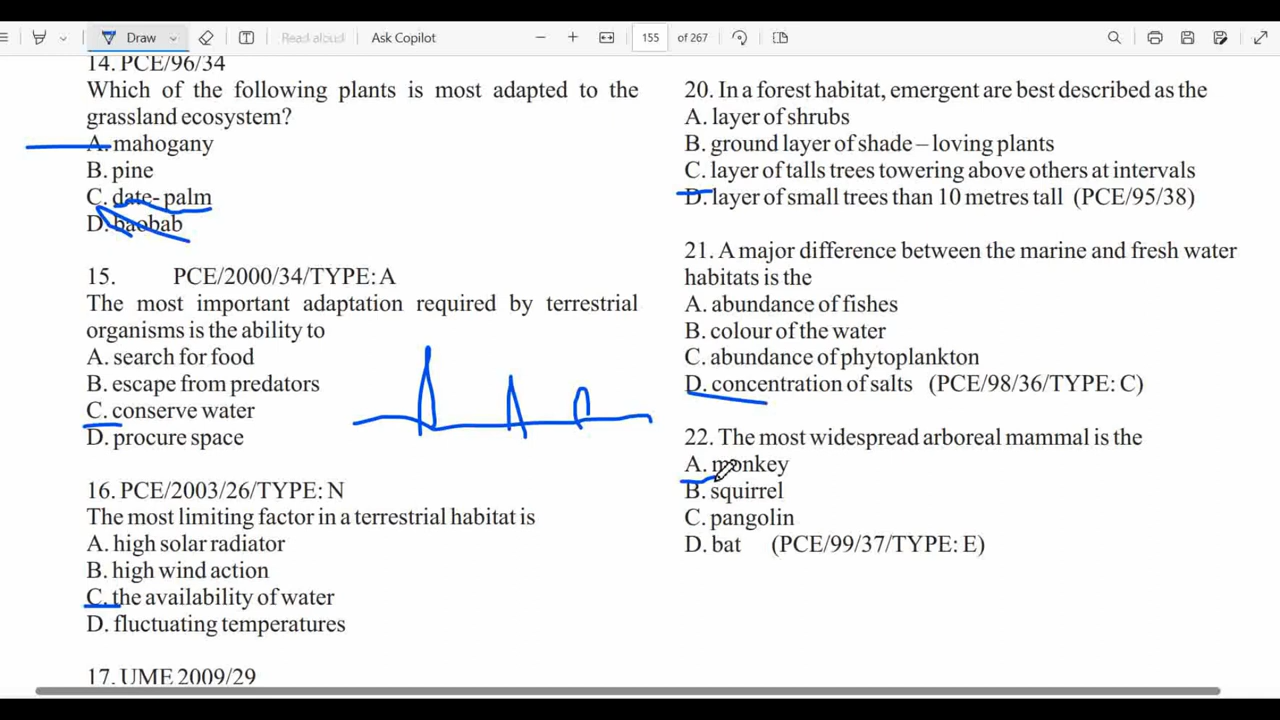 Draw
Read aloud
Ask Copilot
155
of 267
14. PCE/96/34
Which of the following plants is most adapted to the
grassland ecosystem?
A. mahogany
B. pine
C. date- palm
D. baobab
15. PCE/2000/34/TYPE: A
The most important adaptation required by terrestrial
organisms is the ability to
A. search for food
B. escape from predators
C. conserve water
D. procure space
16. PCE/2003/26/TYPE: N
The most limiting factor in a terrestrial habitat is
A. high solar radiator
B. high wind action
C. the availability of water
D. fluctuating temperatures
17. UME 2009/29
20. In a forest habitat, emergent are best described as the
A. layer of shrubs
B. ground layer of shade – loving plants
C. layer of talls trees towering above others at intervals
D. layer of small trees than 10 metres tall (PCE/95/38)
21. A major difference between the marine and fresh water
habitats is the
A. abundance of fishes
B. colour of the water
C. abundance of phytoplankton
D. concentration of salts (PCE/98/36/TYPE: C)
22. The most widespread arboreal mammal is the
A. monkey
B. squirrel
C. pangolin
D. bat (PCE/99/37/TYPE: E)